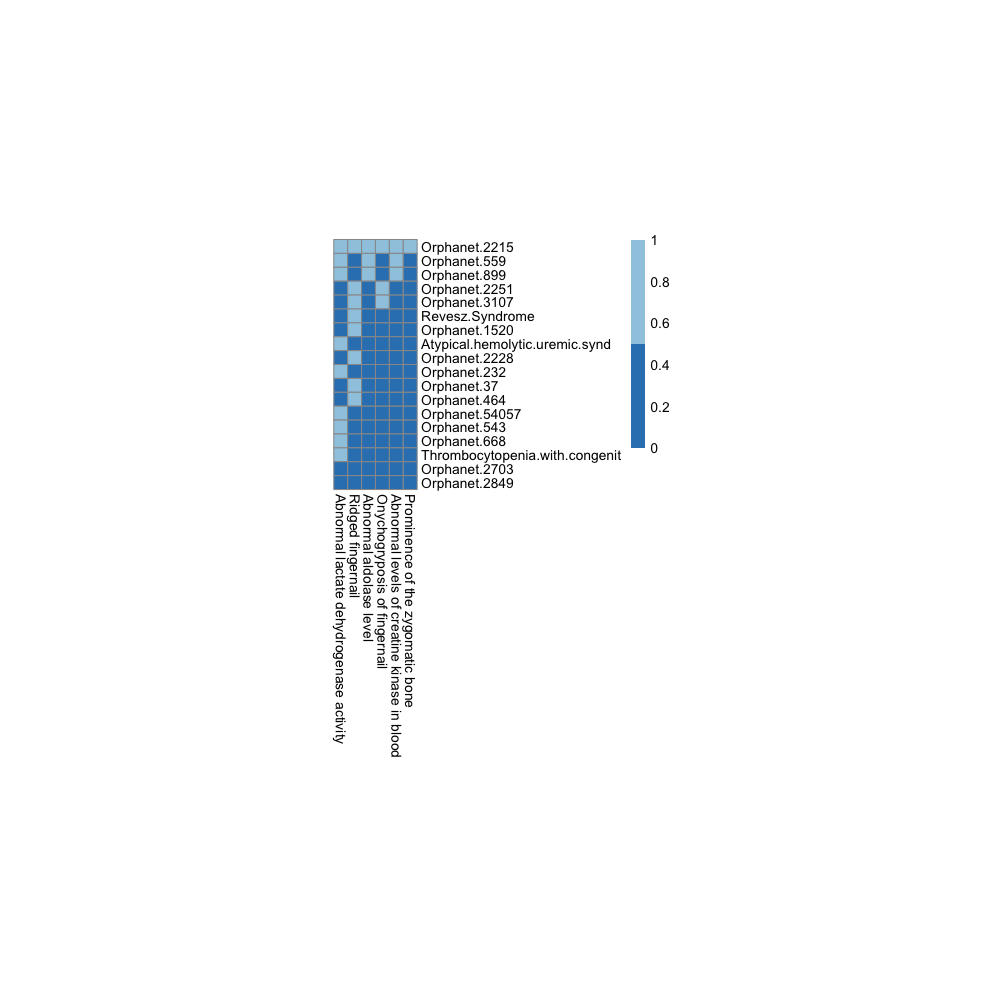 Orphanet.2215
Orphanet.559
Orphanet.899
Orphanet.2251
Orphanet.3107
Revesz.Syndrome
Orphanet.1520
Atypical.hemolytic.uremic.synd
Orphanet.2228
Orphanet.232
Orphanet.37
Orphanet.464
Orphanet.54057
Orphanet.543
Orphanet.668
Thrombocytopenia.with.congenit
Orphanet.2703
Orphanet.2849
1
0.8
0.6
0.4
0.2
0
Abnormal lactate dehydrogenase activity
Ridged fingernail
Abnormal aldolase level
Onychogryposis of fingernail
Abnormal levels of creatine kinase in blood
Prominence of the zygomatic bone